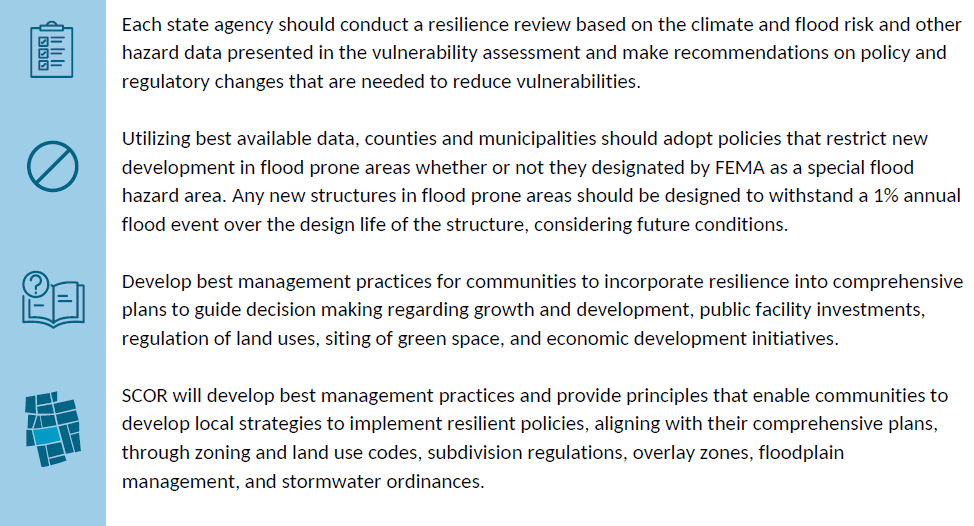 Each state agency should conduct a resilience review based on the climate and flood risk and other
hazard data presented in the vulnerability assessment and make recommendations on policy and
regulatory changes that are needed to reduce vulnerabilities.
Utilizing best available data, counties and municipalities should adopt policies that restrict new
development in flood prone areas whether or not they designated by FEMA as a special flood
hazard area. Any new structures in flood prone areas should be designed to withstand a 1% annual
flood event over the design life of the structure, considering future conditions.
Develop best management practices for communities to incorporate resilience into comprehensive
plans to guide decision making regarding growth and development, public facility investments,
regulation of land uses, siting of green space, and economic development initiatives.
SCOR will develop best management practices and provide principles that enable communities to
develop local strategies to implement resilient policies, aligning with their comprehensive plans,
through zoning and land use codes, subdivision regulations, overlay zones, floodplain
management, and stormwater ordinances.